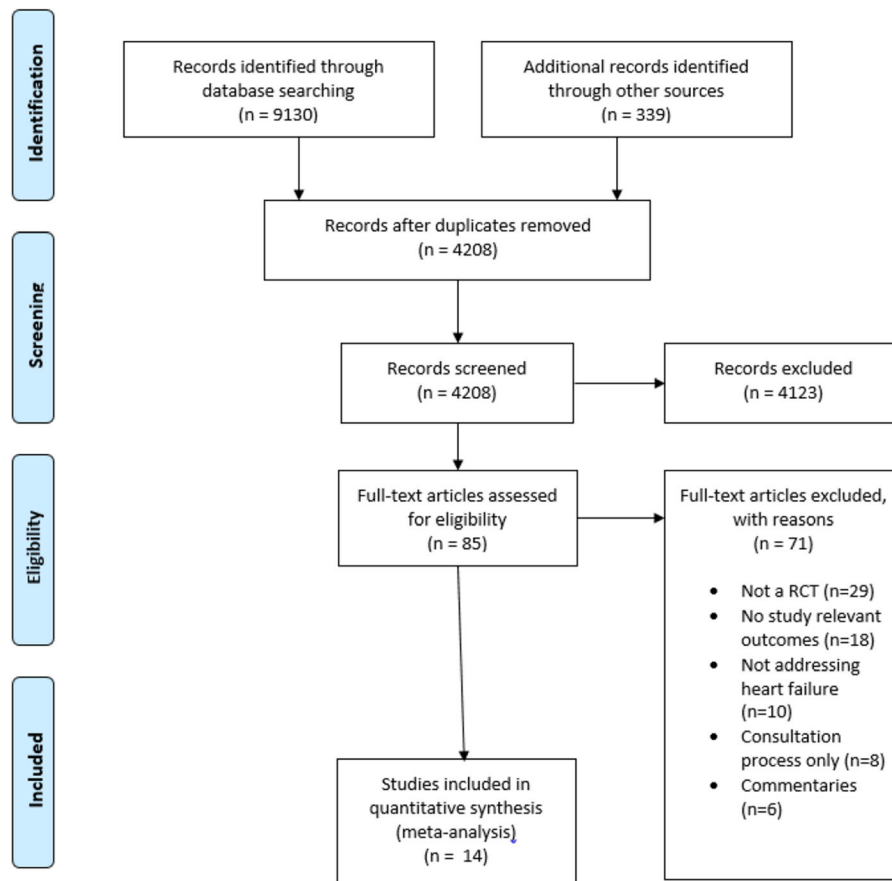 Identification
Records identified through
database searching
(n = 9130)
Additional records identified
through other sources
(n = 339)
Records after duplicates removed
(n = 4208)
Screening
Records screened
(n = 4208)
Records excluded
(n = 4123)
Eligibility
Full-text articles assessed
for eligibility
(n = 85)
Full-text articles excluded,
with reasons
(n = 71)
• Not a RCT (n=29)
• No study relevant
outcomes (n=18)
• Not addressing
heart failure
(n=10)
• Consultation
process only (n=8)
• Commentaries
(n=6)
Included
Studies included in
quantitative synthesis
(meta-analysis)
(n = 14)